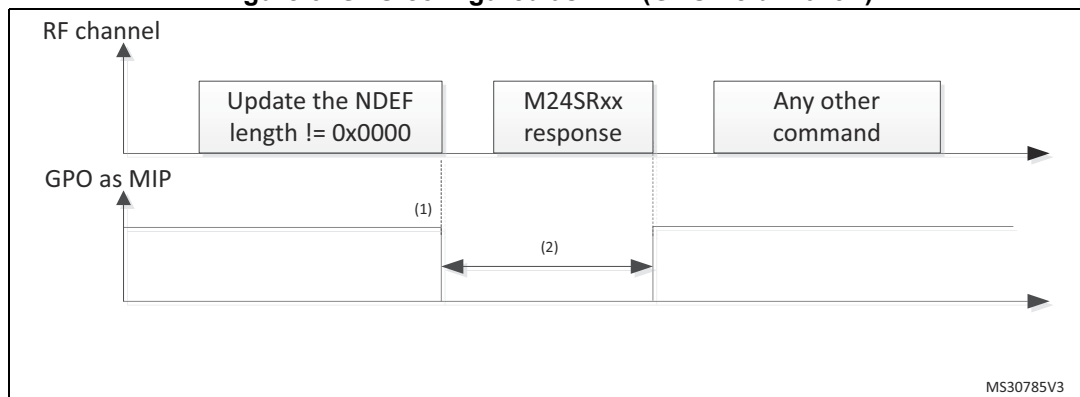 RF channel
Update the NDEF
length != 0x0000
M24SRxx
response
Any other
command
GPO as MIP
(1)
(2)
MS30785V3